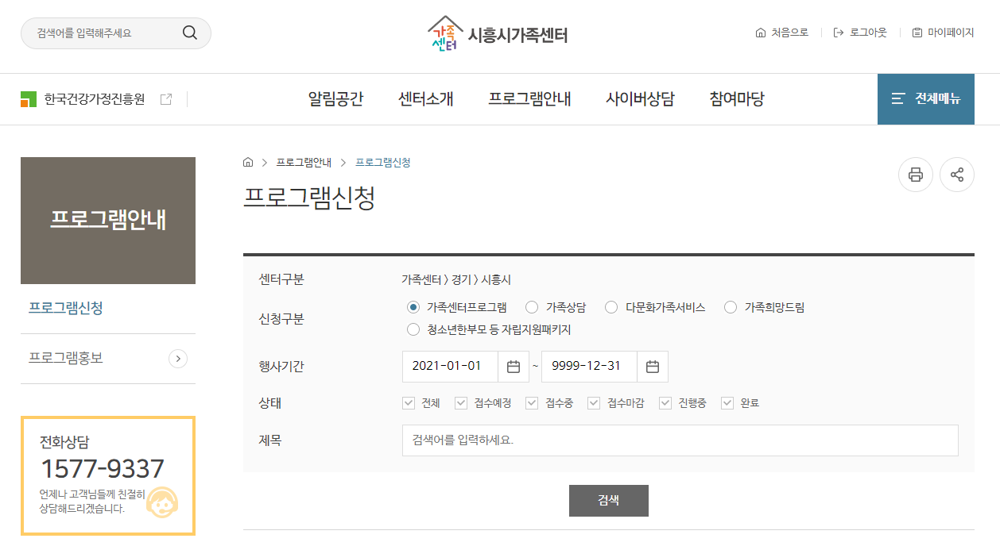 검색어를 입력해주세요
가족센터 시흥시가족센터
처음으로 로그아웃 마이페이지
한국건강가정진흥원
알림공간 센터소개 프로그램안내 사이버상담 참여마당
전체메뉴
프로그램안내
프로그램신청
프로그램홍보
전화상담
1577-9337
언제나 고객님들께 친절히
상담해드리겠습니다.
프로그램안내 프로그램신청
프로그램신청
센터구분 가족센터 〉 경기 〉 시흥시
신청구분 가족센터프로그램 가족상담 다문화가족서비스 가족희망드림
청소년한부모 등 자립지원패키지
행사기간 2021-01-01 ~ 9999-12-31
상태 전체 접수예정 접수중 접수마감 진행중 완료
제목 검색어를 입력하세요.
검색